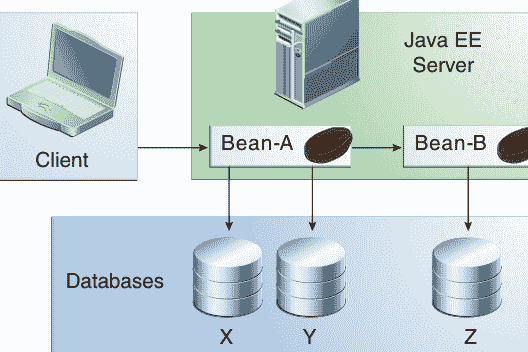 Java EE
Server
Client
Bean-A
Bean-B
Databases
X
Y
Z